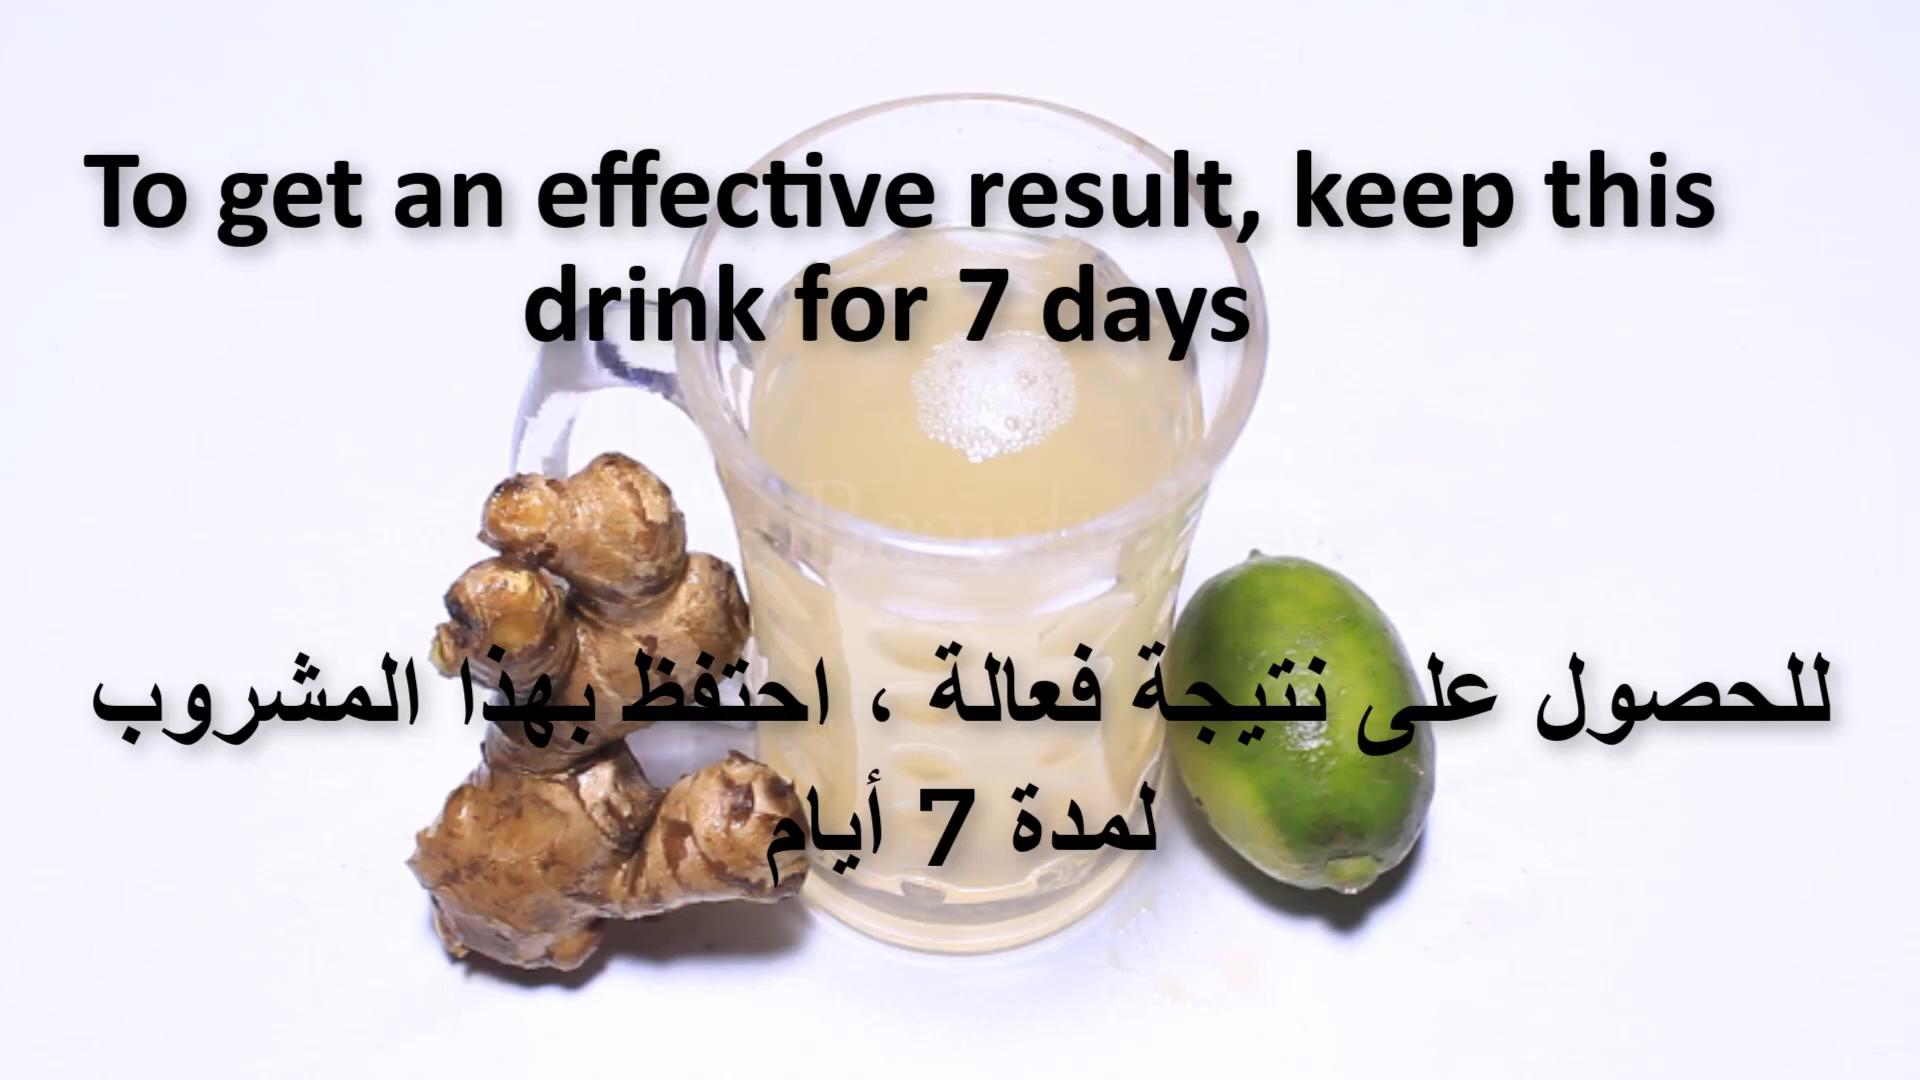 To get an effective result, keep this
drink for 7 days
للحصول على نتيجة فعالة ، احتفظ بهذا المشروب
لمدة 7 أيام